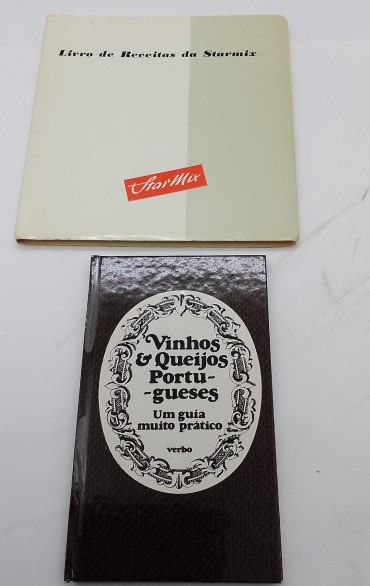 Livro de Receitas da Starmix
StarMix
Vinhos
& Queijos
Portu-
-gueses
Um guia
muito prático
verbo